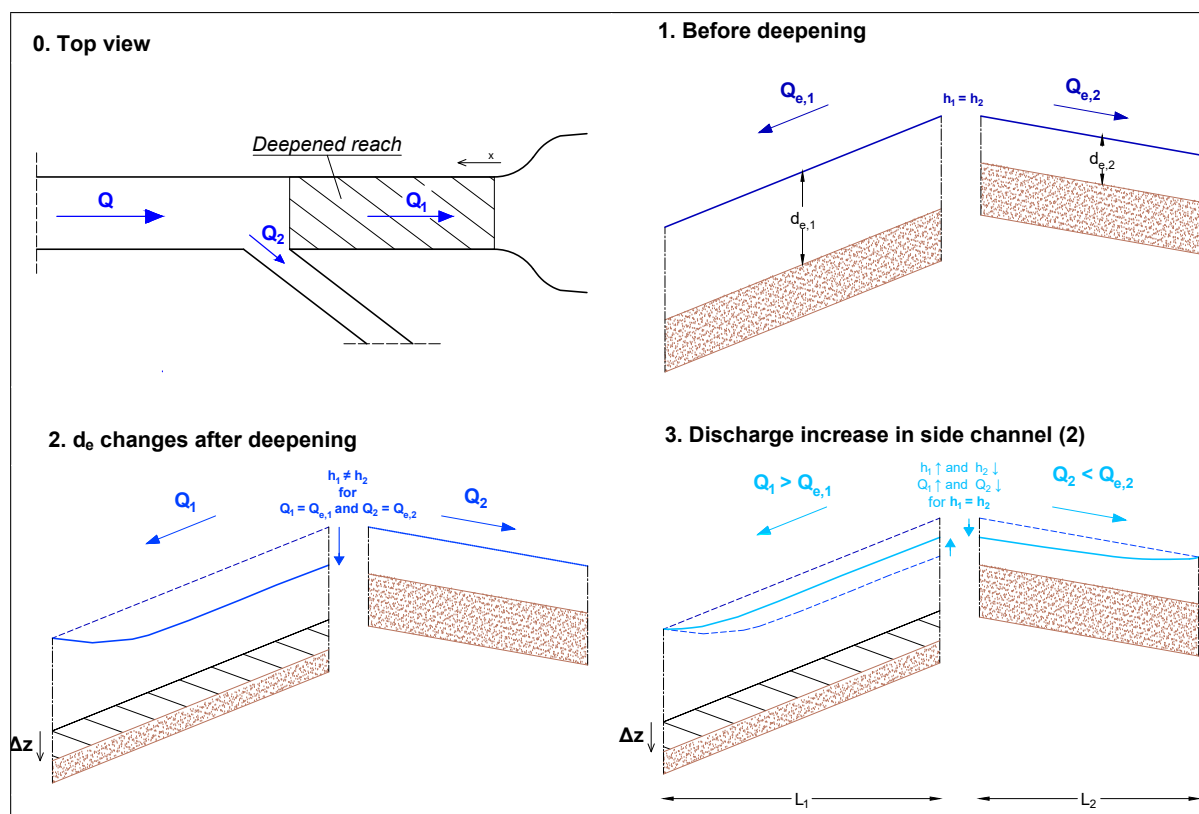 0. Top view
Deepened reach
x
Q
Q1
Q2
1. Before deepening
Qe,1
h1 = h2
Qe,2
de,1
de,2
2. de changes after deepening
h1 ≠ h2
for
Q1 = Qe,1 and Q2 = Qe,2
Q1
Q2
Δz
3. Discharge increase in side channel (2)
h1 ↑ and h2 ↓
Q1 ↑ and Q2 ↓
for h1 = h2
Q1 > Qe,1
Q2 < Qe,2
Δz
L1
L2